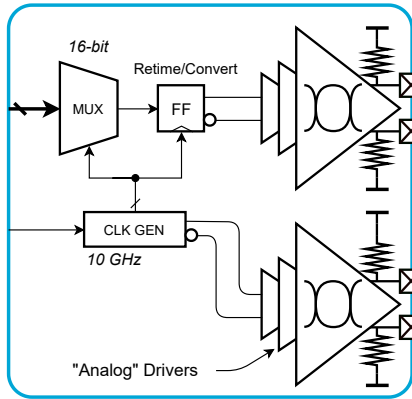 16-bit
Retime/Convert
MUX
FF
CLK GEN
10 GHz
"Analog" Drivers